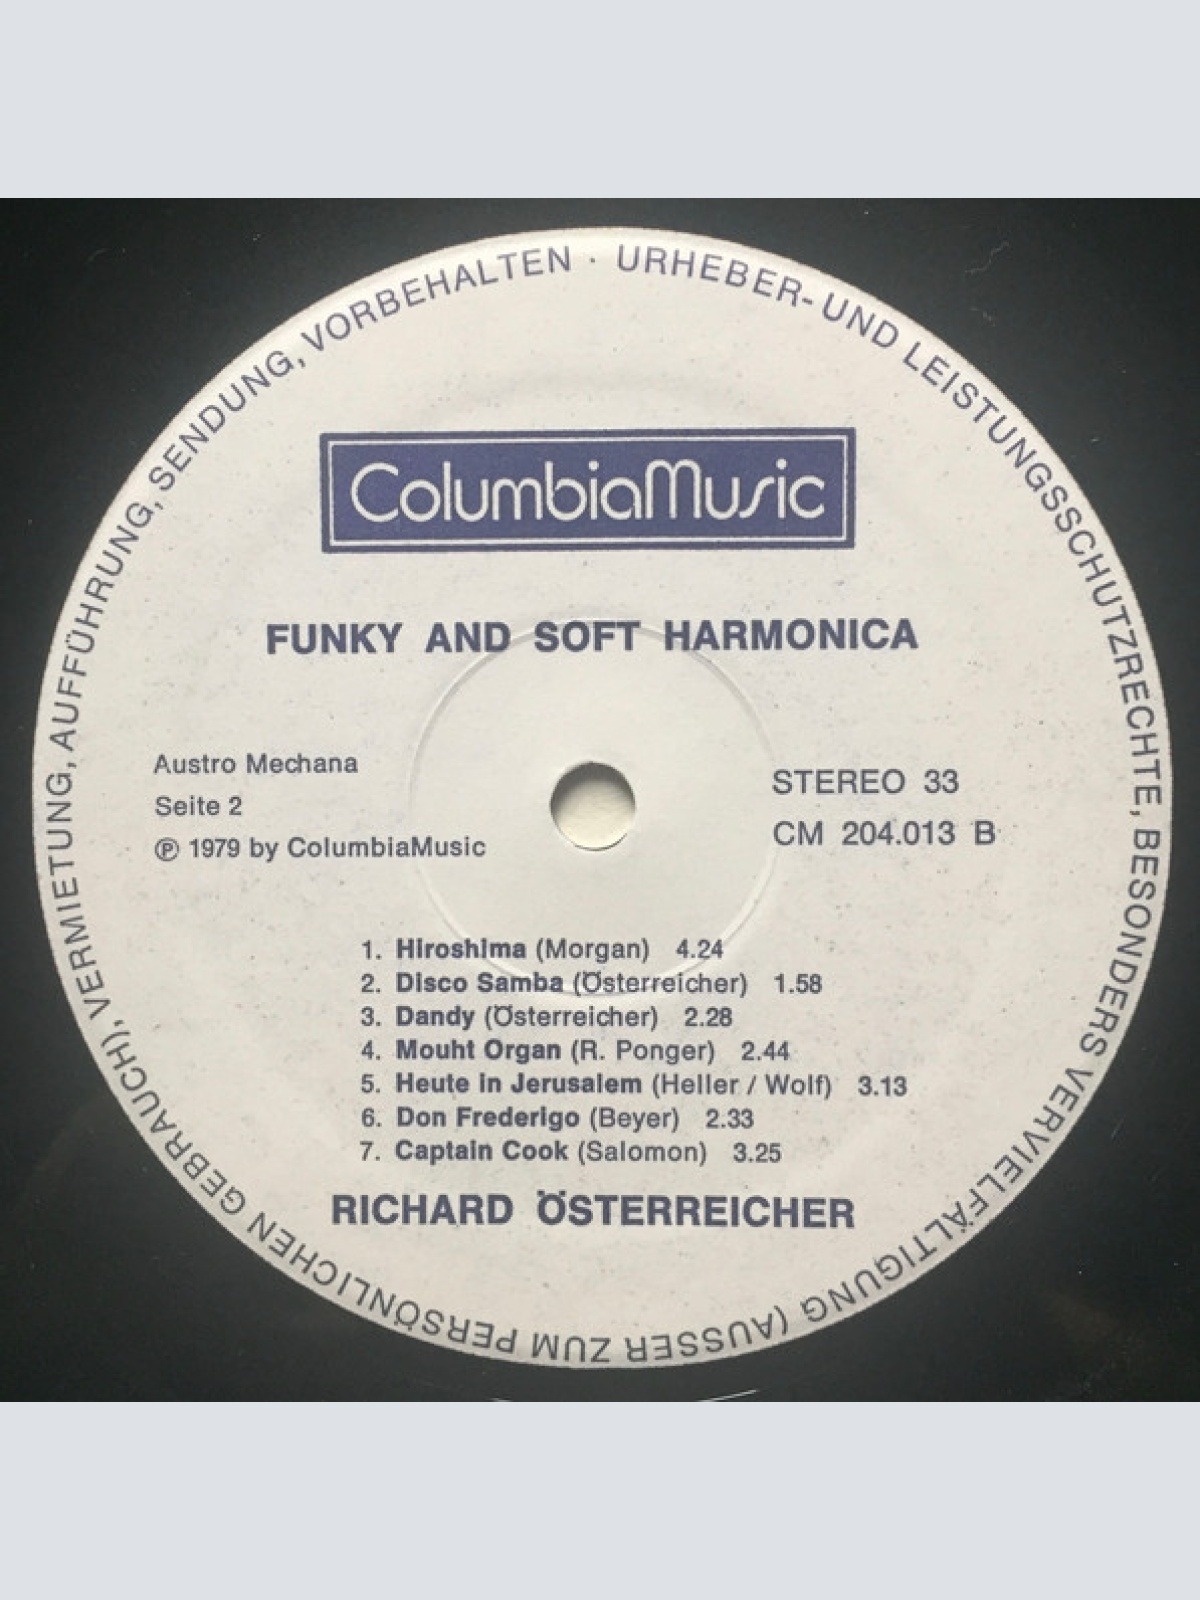 URHEBER- UND LEISTUNGSSCHUTZRECHTE, BESONDERS VERVIELFÄLTIGUNG (AUSSER ZUM PERSÖNLICHEN GEBRAUCH), VERMIETUNG, AUFFÜHRUNG, SENDUNG, VORBEHALTEN ·
ColumbiaMusic
FUNKY AND SOFT HARMONICA
Austro Mechana
Seite 2
℗ 1979 by ColumbiaMusic
STEREO 33
CM 204.013 B
1. Hiroshima (Morgan) 4.24
2. Disco Samba (Österreicher) 1.58
3. Dandy (Österreicher) 2.28
4. Mouht Organ (R. Ponger) 2.44
5. Heute in Jerusalem (Heller / Wolf) 3.13
6. Don Frederigo (Beyer) 2.33
7. Captain Cook (Salomon) 3.25
RICHARD ÖSTERREICHER